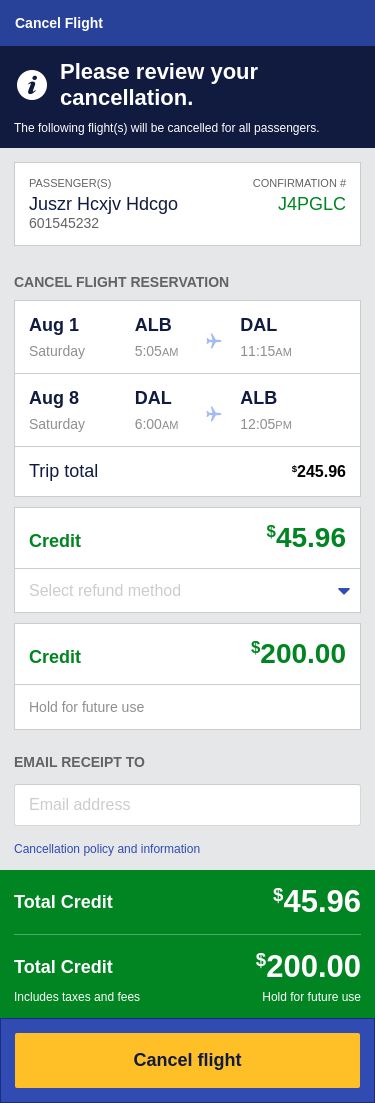 Cancel Flight
Please review your
cancellation.
The following flight(s) will be cancelled for all passengers.
PASSENGER(S) CONFIRMATION #
Juszr Hcxjv Hdcgo J4PGLC
601545232
CANCEL FLIGHT RESERVATION
Aug 1 ALB DAL
Saturday 5:05AM 11:15AM
Aug 8 DAL ALB
Saturday 6:00AM 12:05PM
Trip total $245.96
Credit $45.96
Select refund method
Credit $200.00
Hold for future use
EMAIL RECEIPT TO
Email address
Cancellation policy and information
Total Credit $45.96
Total Credit $200.00
Includes taxes and fees Hold for future use
Cancel flight